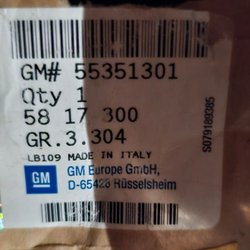 GM# 55351301
Qty 1
58 17 300
GR.3.304
LB109 MADE IN ITALY
GM
GM Europe GmbH,
D-65423 Rüsselsheim
S079189385